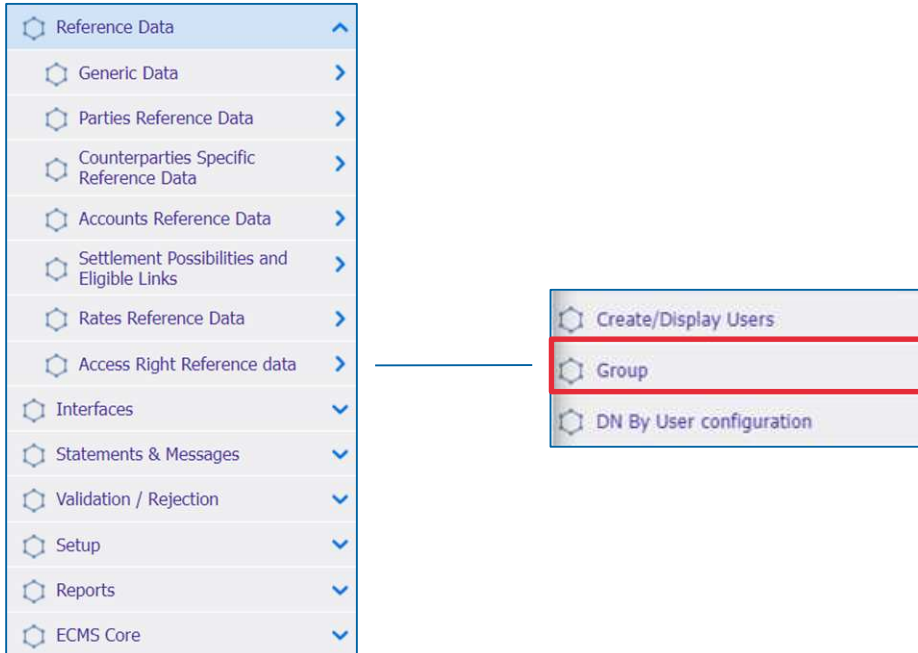 Reference Data
Generic Data
Parties Reference Data
Counterparties Specific
Reference Data
Accounts Reference Data
Settlement Possibilities and
Eligible Links
Rates Reference Data
Access Right Reference data
Interfaces
Statements & Messages
Validation / Rejection
Setup
Reports
ECMS Core
Create/Display Users
Group
DN By User configuration